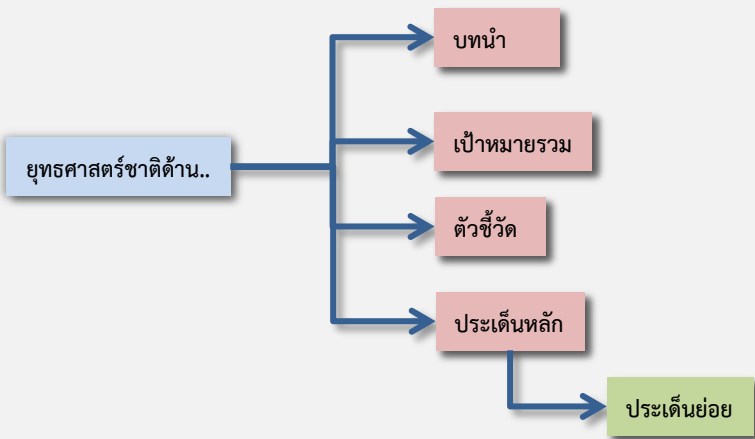 บทนำ
เป้าหมายรวม
ยุทธศาสตร์ชาติด้าน..
ตัวชี้วัด
ประเด็นหลัก
ประเด็นย่อย